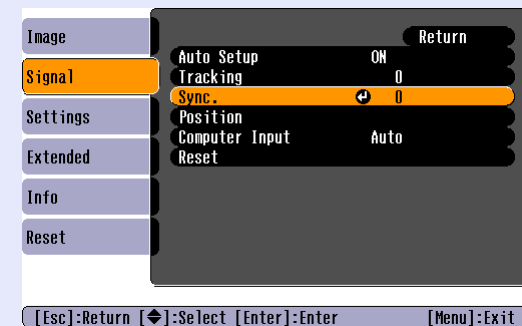 Image
Signal
Settings
Extended
Info
Reset
Return
Auto Setup ON
Tracking 0
Sync. 0
Position
Computer Input Auto
Reset
[Esc]:Return [◆]:Select [Enter]:Enter [Menu]:Exit